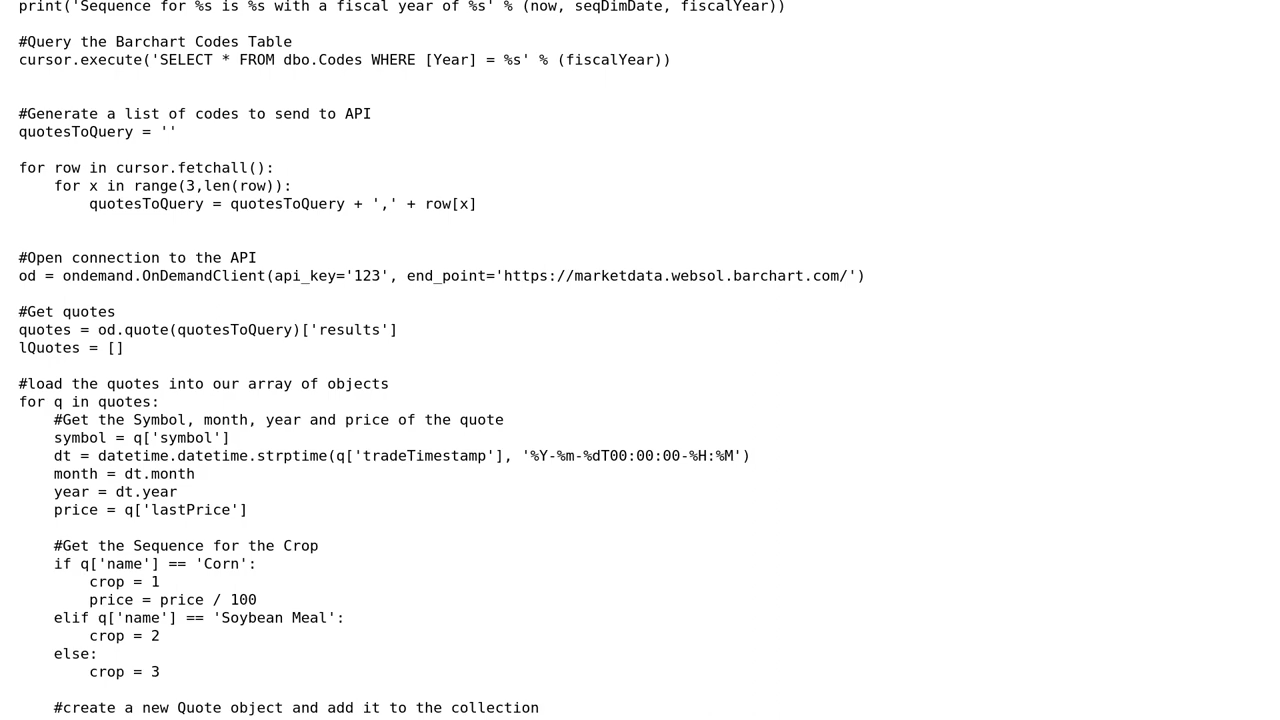 print('Sequence for %s is %s with a fiscal year of %s' % (now, seqDimDate, fiscalYear))
#Query the Barchart Codes Table
cursor.execute('SELECT * FROM dbo.Codes WHERE [Year] = %s' % (fiscalYear))
#Generate a list of codes to send to API
quotesToQuery = ''
for row in cursor.fetchall():
    for x in range(3,len(row)):
        quotesToQuery = quotesToQuery + ',' + row[x]
#Open connection to the API
od = ondemand.OnDemandClient(api_key='123', end_point='https://marketdata.websol.barchart.com/')
#Get quotes
quotes = od.quote(quotesToQuery)['results']
lQuotes = []
#load the quotes into our array of objects
for q in quotes:
    #Get the Symbol, month, year and price of the quote
    symbol = q['symbol']
    dt = datetime.datetime.strptime(q['tradeTimestamp'], '%Y-%m-%dT00:00:00-%H:%M')
    month = dt.month
    year = dt.year
    price = q['lastPrice']
    #Get the Sequence for the Crop
    if q['name'] == 'Corn':
        crop = 1
        price = price / 100
    elif q['name'] == 'Soybean Meal':
        crop = 2
    else:
        crop = 3
    #create a new Quote object and add it to the collection